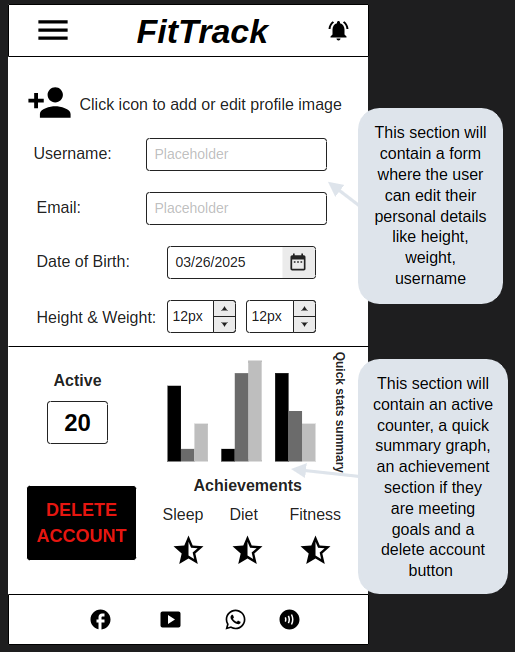 FitTrack
Click icon to add or edit profile image
Username:
Placeholder
Email:
Placeholder
Date of Birth:
03/26/2025
Height & Weight:
12px
12px
This section will
contain a form
where the user
can edit their
personal details
like height,
weight,
username
Active
20
Quick stats summary
DELETE
ACCOUNT
Achievements
Sleep
Diet
Fitness
This section will
contain an active
counter, a quick
summary graph,
an achievement
section if they
are meeting
goals and a
delete account
button